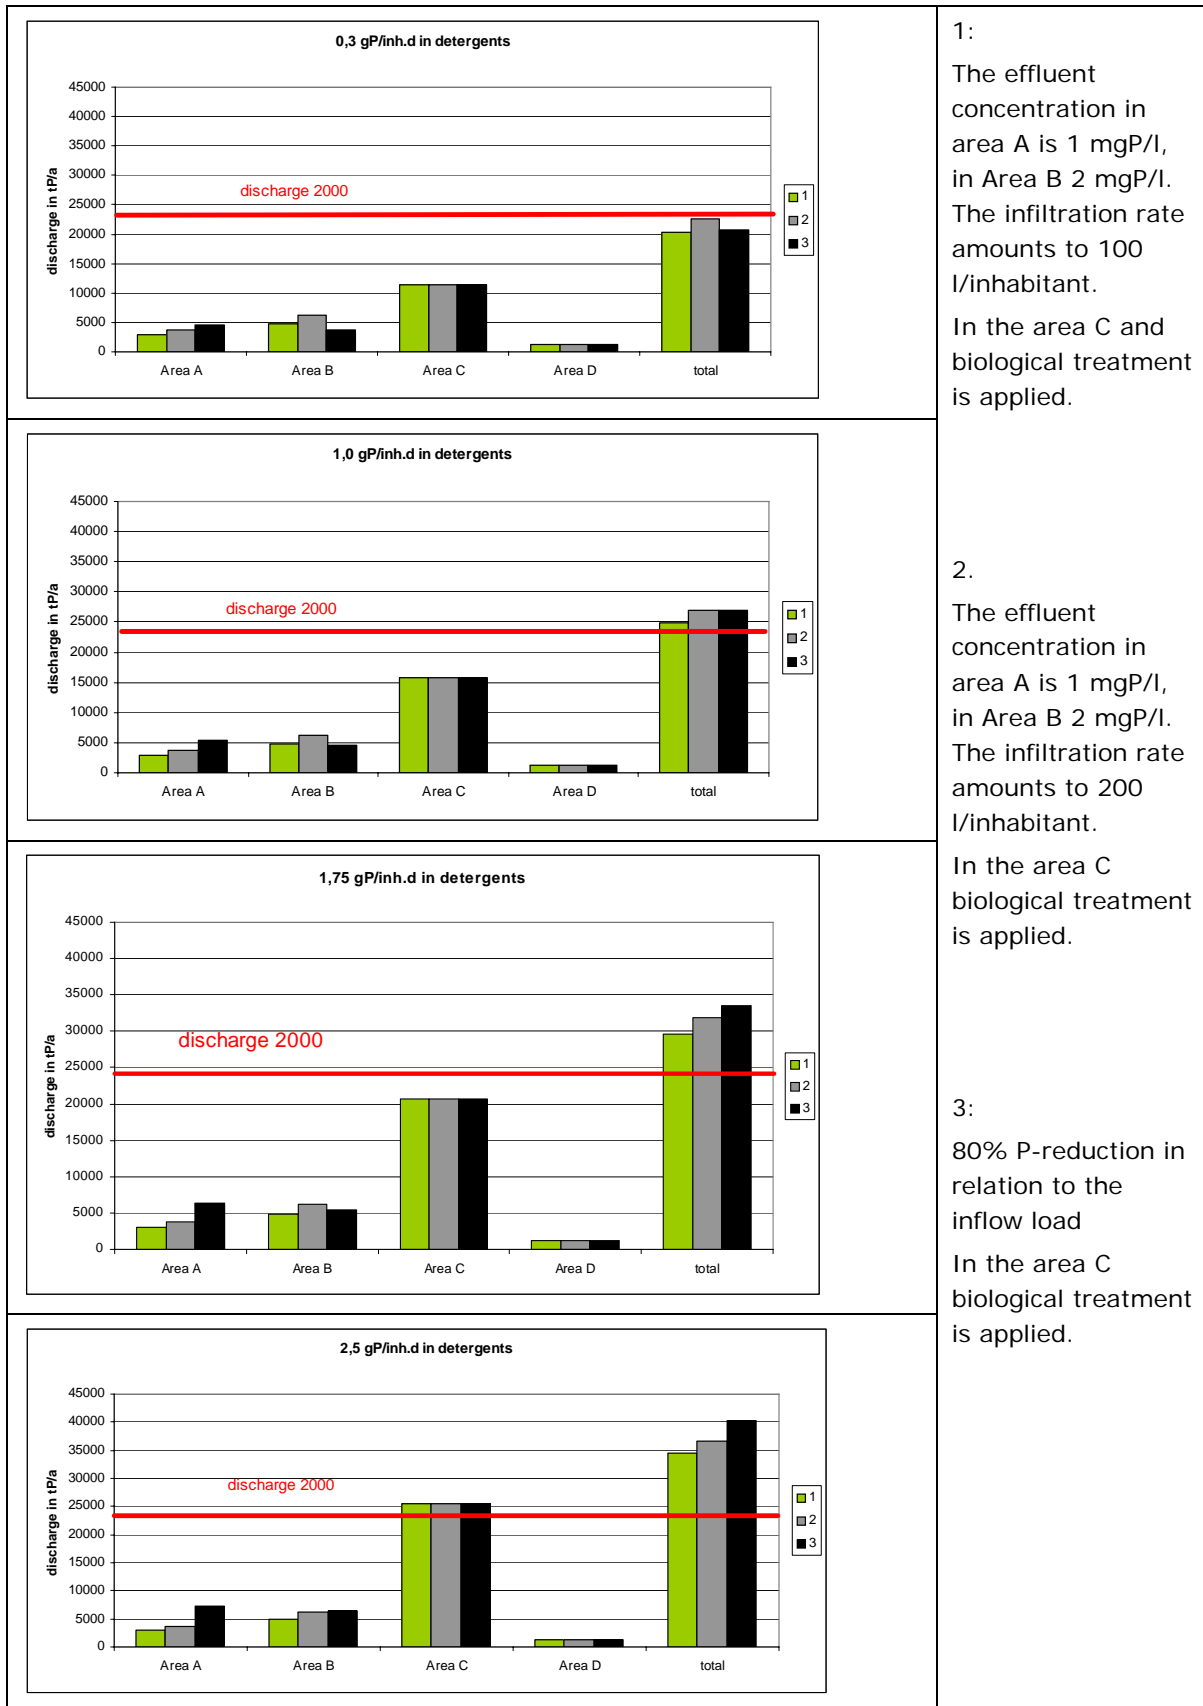 0,3 gP/inh.d in detergents
45000
40000
35000
30000
25000
20000
15000
10000
5000
0
discharge in tP/a
discharge 2000
1
2
3
Area A Area B Area C Area D total
1,0 gP/inh.d in detergents
45000
40000
35000
30000
25000
20000
15000
10000
5000
0
discharge in tP/a
discharge 2000
1
2
3
Area A Area B Area C Area D total
1,75 gP/inh.d in detergents
45000
40000
35000
30000
25000
20000
15000
10000
5000
0
discharge in tP/a
discharge 2000
1
2
3
Area A Area B Area C Area D total
2,5 gP/inh.d in detergents
45000
40000
35000
30000
25000
20000
15000
10000
5000
0
discharge in tP/a
discharge 2000
1
2
3
Area A Area B Area C Area D total
1:
The effluent
concentration in
area A is 1 mgP/l,
in Area B 2 mgP/l.
The infiltration rate
amounts to 100
l/inhabitant.
In the area C and
biological treatment
is applied.
2.
The effluent
concentration in
area A is 1 mgP/l,
in Area B 2 mgP/l.
The infiltration rate
amounts to 200
l/inhabitant.
In the area C
biological treatment
is applied.
3:
80% P-reduction in
relation to the
inflow load
In the area C
biological treatment
is applied.